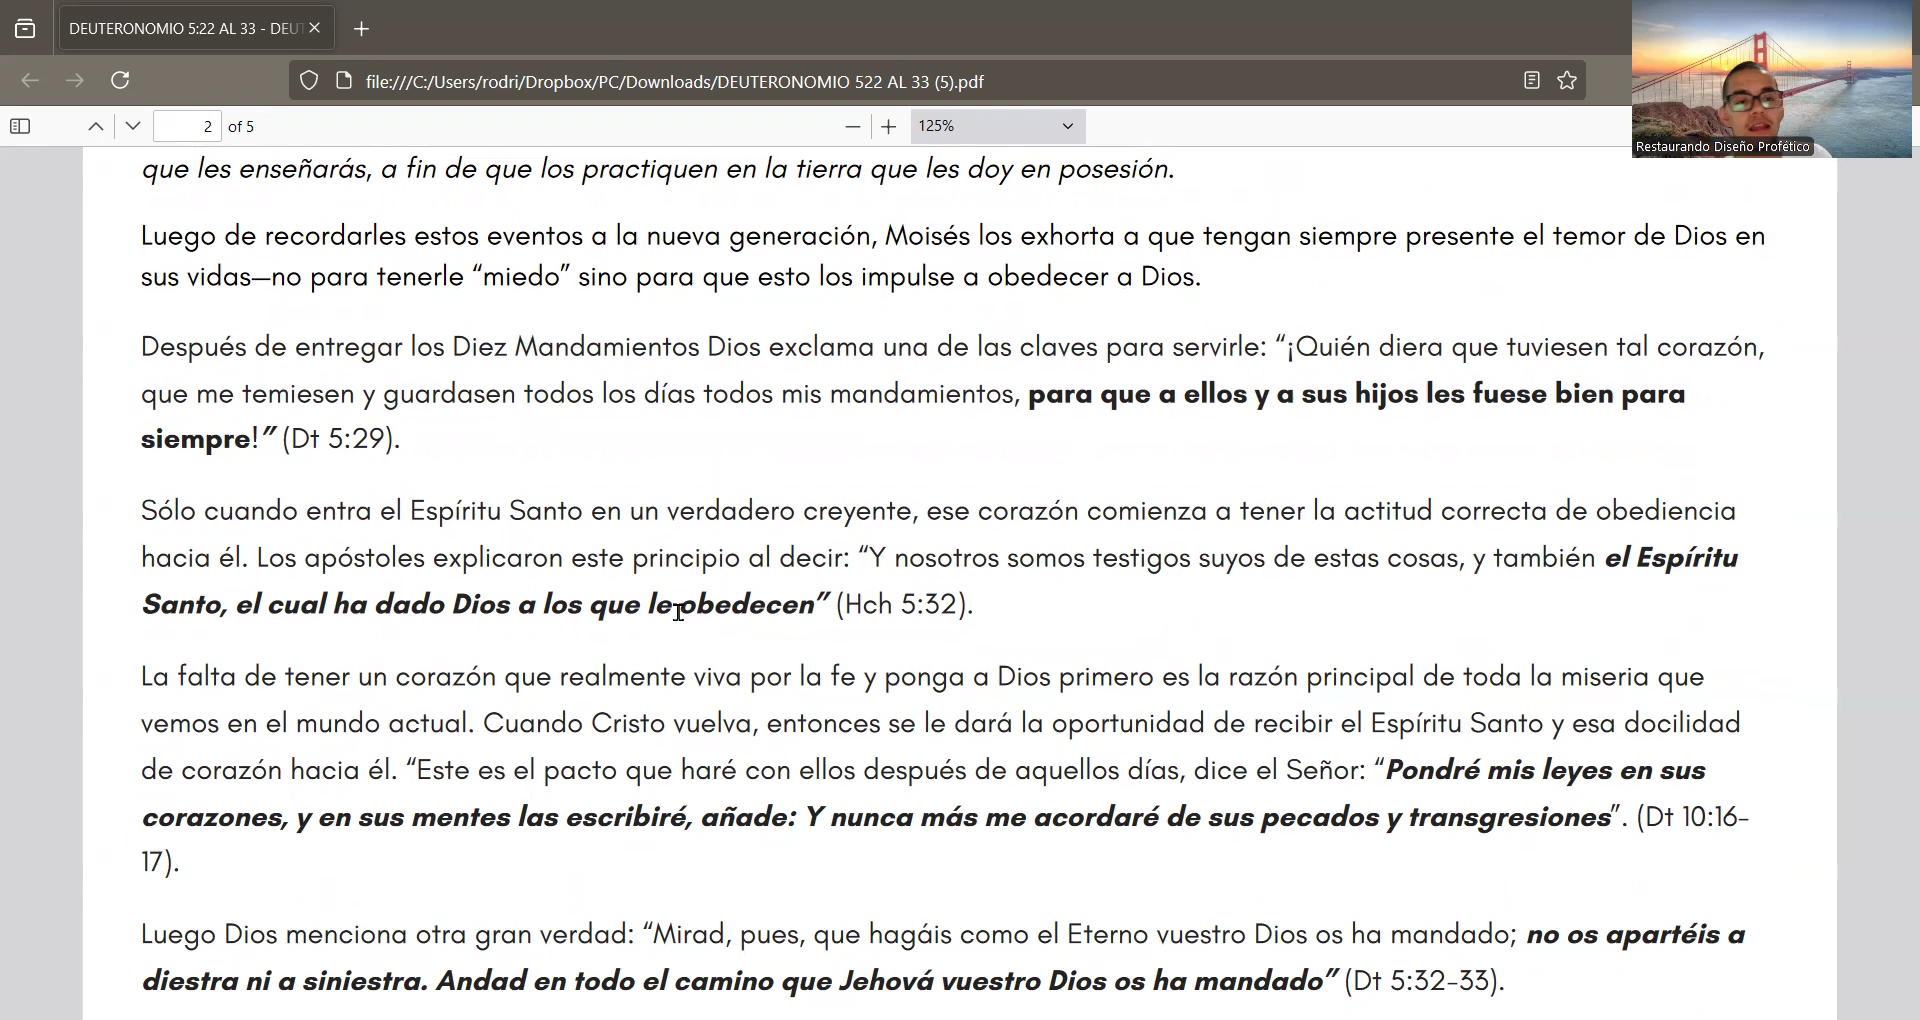 DEUTERONOMIO 5:22 AL 33 - DEUT
file:///C:/Users/rodri/Dropbox/PC/Downloads/DEUTERONOMIO 522 AL 33 (5).pdf
2 of 5
125%
Restaurando Diseño Profético
que les enseñarás, a fin de que los practiquen en la tierra que les doy en posesión.
Luego de recordarles estos eventos a la nueva generación, Moisés los exhorta a que tengan siempre presente el temor de Dios en
sus vidas—no para tenerle “miedo” sino para que esto los impulse a obedecer a Dios.
Después de entregar los Diez Mandamientos Dios exclama una de las claves para servirle: “¡Quién diera que tuviesen tal corazón,
que me temiesen y guardasen todos los días todos mis mandamientos, para que a ellos y a sus hijos les fuese bien para
siempre!” (Dt 5:29).
Sólo cuando entra el Espíritu Santo en un verdadero creyente, ese corazón comienza a tener la actitud correcta de obediencia
hacia él. Los apóstoles explicaron este principio al decir: “Y nosotros somos testigos suyos de estas cosas, y también el Espíritu
Santo, el cual ha dado Dios a los que le obedecen” (Hch 5:32).
La falta de tener un corazón que realmente viva por la fe y ponga a Dios primero es la razón principal de toda la miseria que
vemos en el mundo actual. Cuando Cristo vuelva, entonces se le dará la oportunidad de recibir el Espíritu Santo y esa docilidad
de corazón hacia él. “Este es el pacto que haré con ellos después de aquellos días, dice el Señor: “Pondré mis leyes en sus
corazones, y en sus mentes las escribiré, añade: Y nunca más me acordaré de sus pecados y transgresiones”. (Dt 10:16-
17).
Luego Dios menciona otra gran verdad: “Mirad, pues, que hagáis como el Eterno vuestro Dios os ha mandado; no os apartéis a
diestra ni a siniestra. Andad en todo el camino que Jehová vuestro Dios os ha mandado” (Dt 5:32-33).